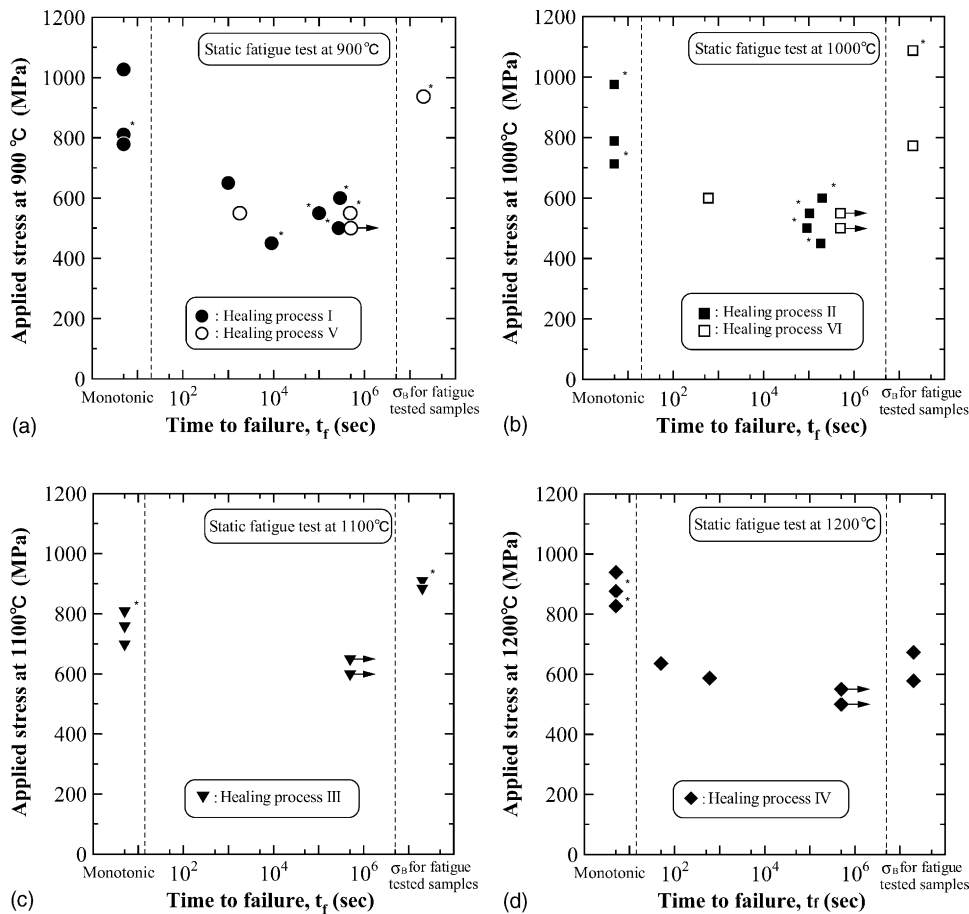 1200
1000
800
600
400
200
0
Applied stress at 900 ℃ (MPa)
Static fatigue test at 900℃
*
*
*
*
*
*
*
● : Healing process I
○ : Healing process V
Monotonic
10²
10⁴
10⁶
σB for fatigue
tested samples
(a)
Time to failure, tf (sec)
1200
1000
800
600
400
200
0
Applied stress at 1000℃ (MPa)
Static fatigue test at 1000℃
*
*
*
*
*
*
*
■ : Healing process II
□ : Healing process VI
Monotonic
10²
10⁴
10⁶
σB for fatigue
tested samples
(b)
Time to failure, tf (sec)
1200
1000
800
600
400
200
0
Applied stress at 1100℃ (MPa)
Static fatigue test at 1100℃
*
*
▼ : Healing process III
Monotonic
10²
10⁴
10⁶
σB for fatigue
tested samples
(c)
Time to failure, tf (sec)
1200
1000
800
600
400
200
0
Applied stress at 1200℃ (MPa)
Static fatigue test at 1200℃
*
*
◆ : Healing process IV
Monotonic
10²
10⁴
10⁶
σB for fatigue
tested samples
(d)
Time to failure, tf (sec)